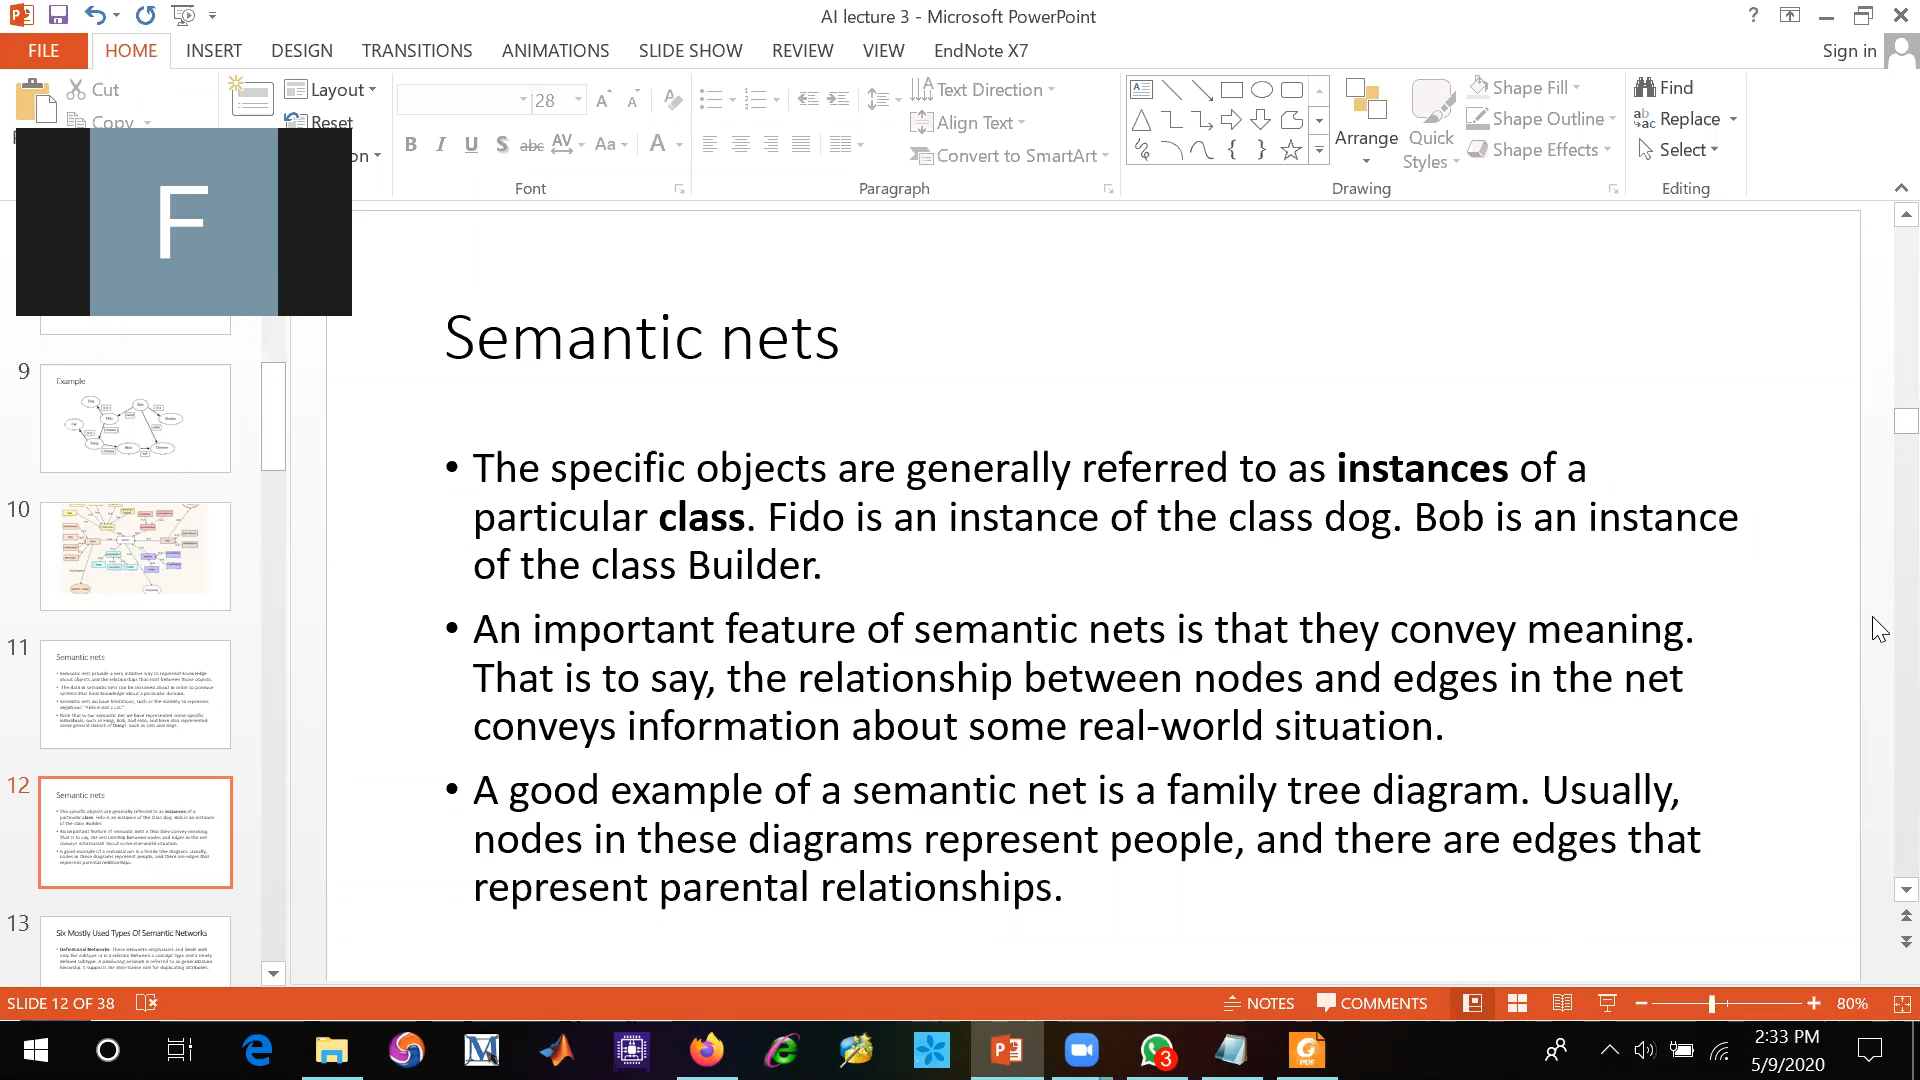 AI lecture 3 - Microsoft PowerPoint
?
FILE
HOME
INSERT
DESIGN
TRANSITIONS
ANIMATIONS
SLIDE SHOW
REVIEW
VIEW
EndNote X7
Sign in
Cut
Copy
Layout
Reset
28
Text Direction
Align Text
Convert to SmartArt
Arrange
Quick
Styles
Shape Fill
Shape Outline
Shape Effects
Find
Replace
Select
Font
Paragraph
Drawing
Editing
F
9
Example
10
11
Semantic nets
12
Semantic nets
13
Six Mostly Used Types Of Semantic Networks
Semantic nets
• The specific objects are generally referred to as instances of a
particular class. Fido is an instance of the class dog. Bob is an instance
of the class Builder.
• An important feature of semantic nets is that they convey meaning.
That is to say, the relationship between nodes and edges in the net
conveys information about some real-world situation.
• A good example of a semantic net is a family tree diagram. Usually,
nodes in these diagrams represent people, and there are edges that
represent parental relationships.
SLIDE 12 OF 38
NOTES
COMMENTS
80%
3
2:33 PM
5/9/2020